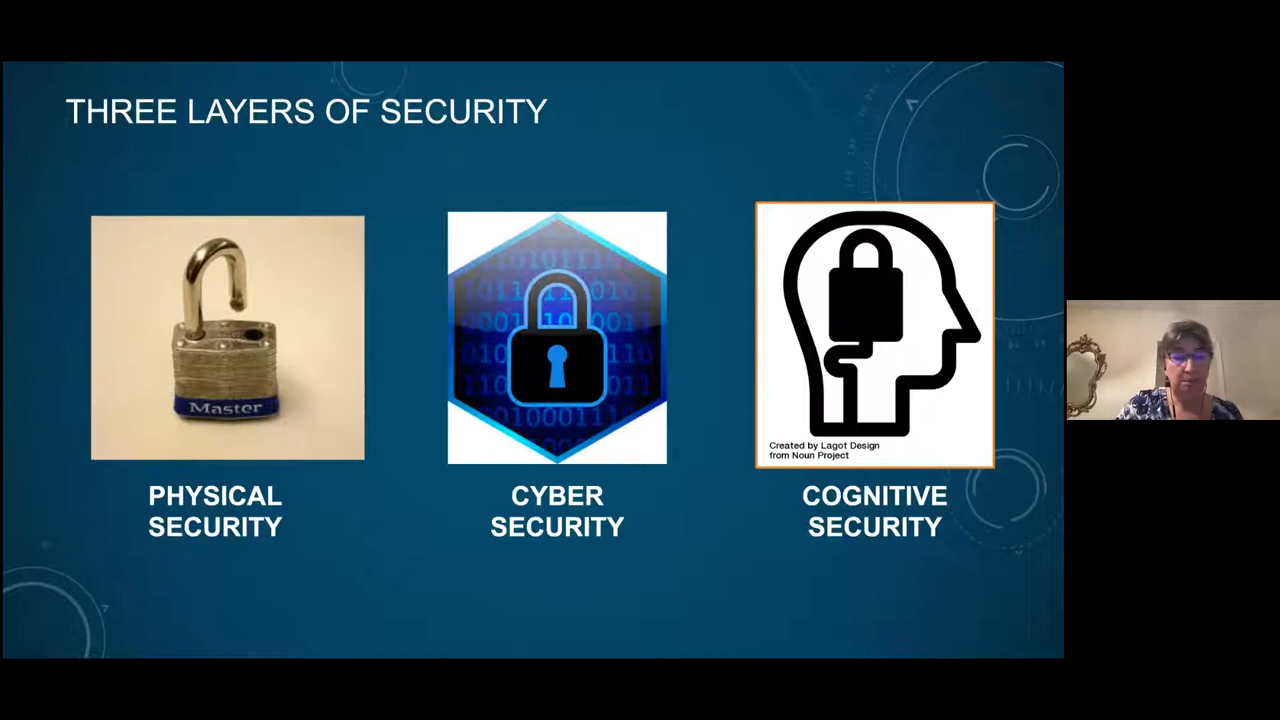 THREE LAYERS OF SECURITY
Master
Created by Lagot Design
from Noun Project
PHYSICAL
SECURITY
CYBER
SECURITY
COGNITIVE
SECURITY